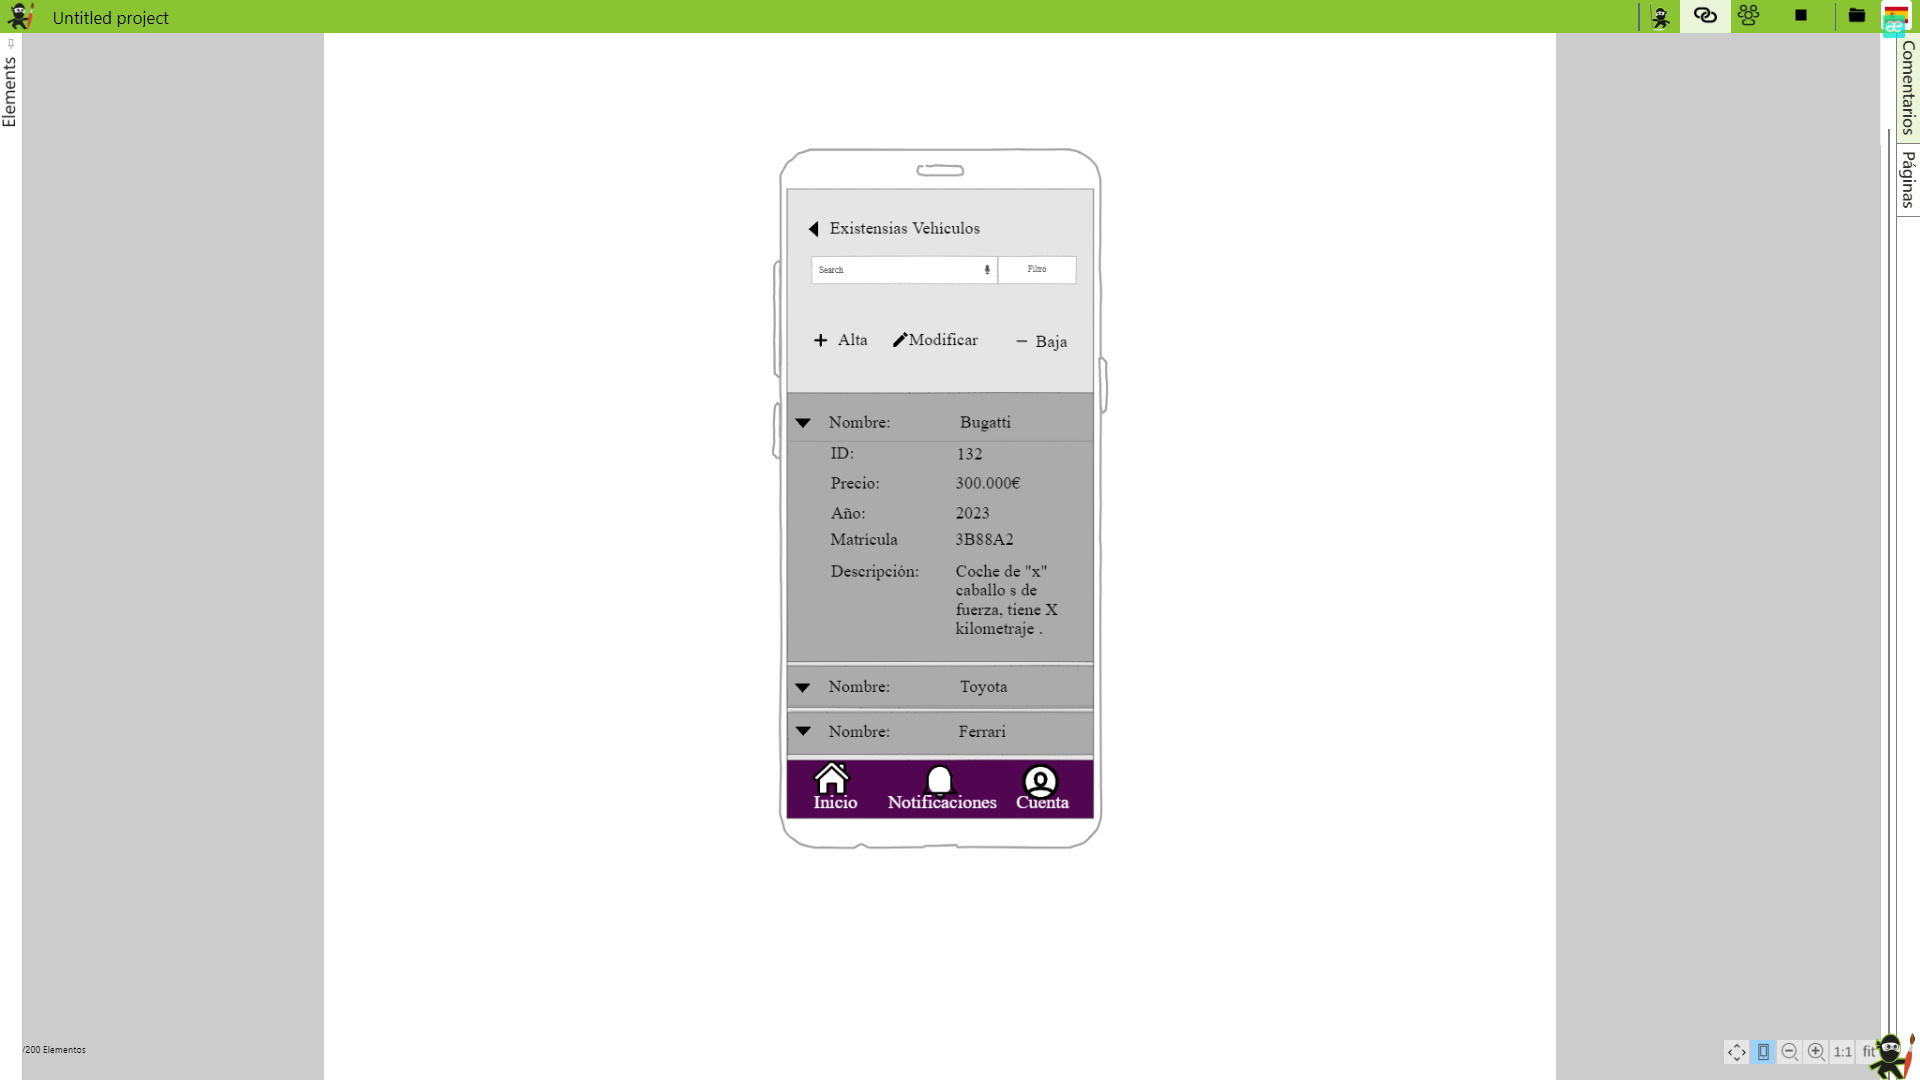 Untitled project
Elements
Comentarios
Páginas
Existensias Vehículos
Search
Filtro
+ Alta
Modificar
− Baja
Nombre: Bugatti
ID: 132
Precio: 300.000€
Año: 2023
Matricula 3B88A2
Descripción: Coche de "x"
caballo s de
fuerza, tiene X
kilometraje .
Nombre: Toyota
Nombre: Ferrari
Inicio Notificaciones Cuenta
/200 Elementos
1:1 fit
æ